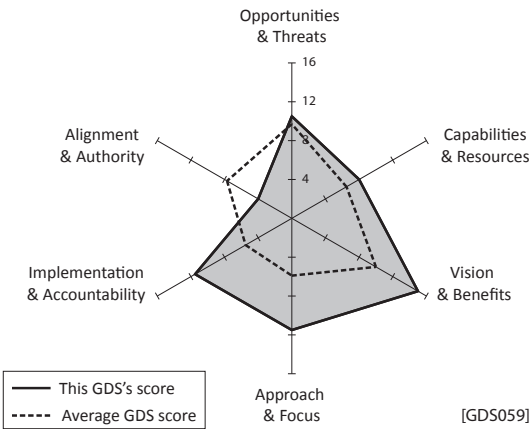 Opportunities
& Threats
16
12
8
4
Alignment
& Authority
Capabilities
& Resources
Implementation
& Accountability
Vision
& Benefits
Approach
& Focus
This GDS's score
Average GDS score
[GDS059]